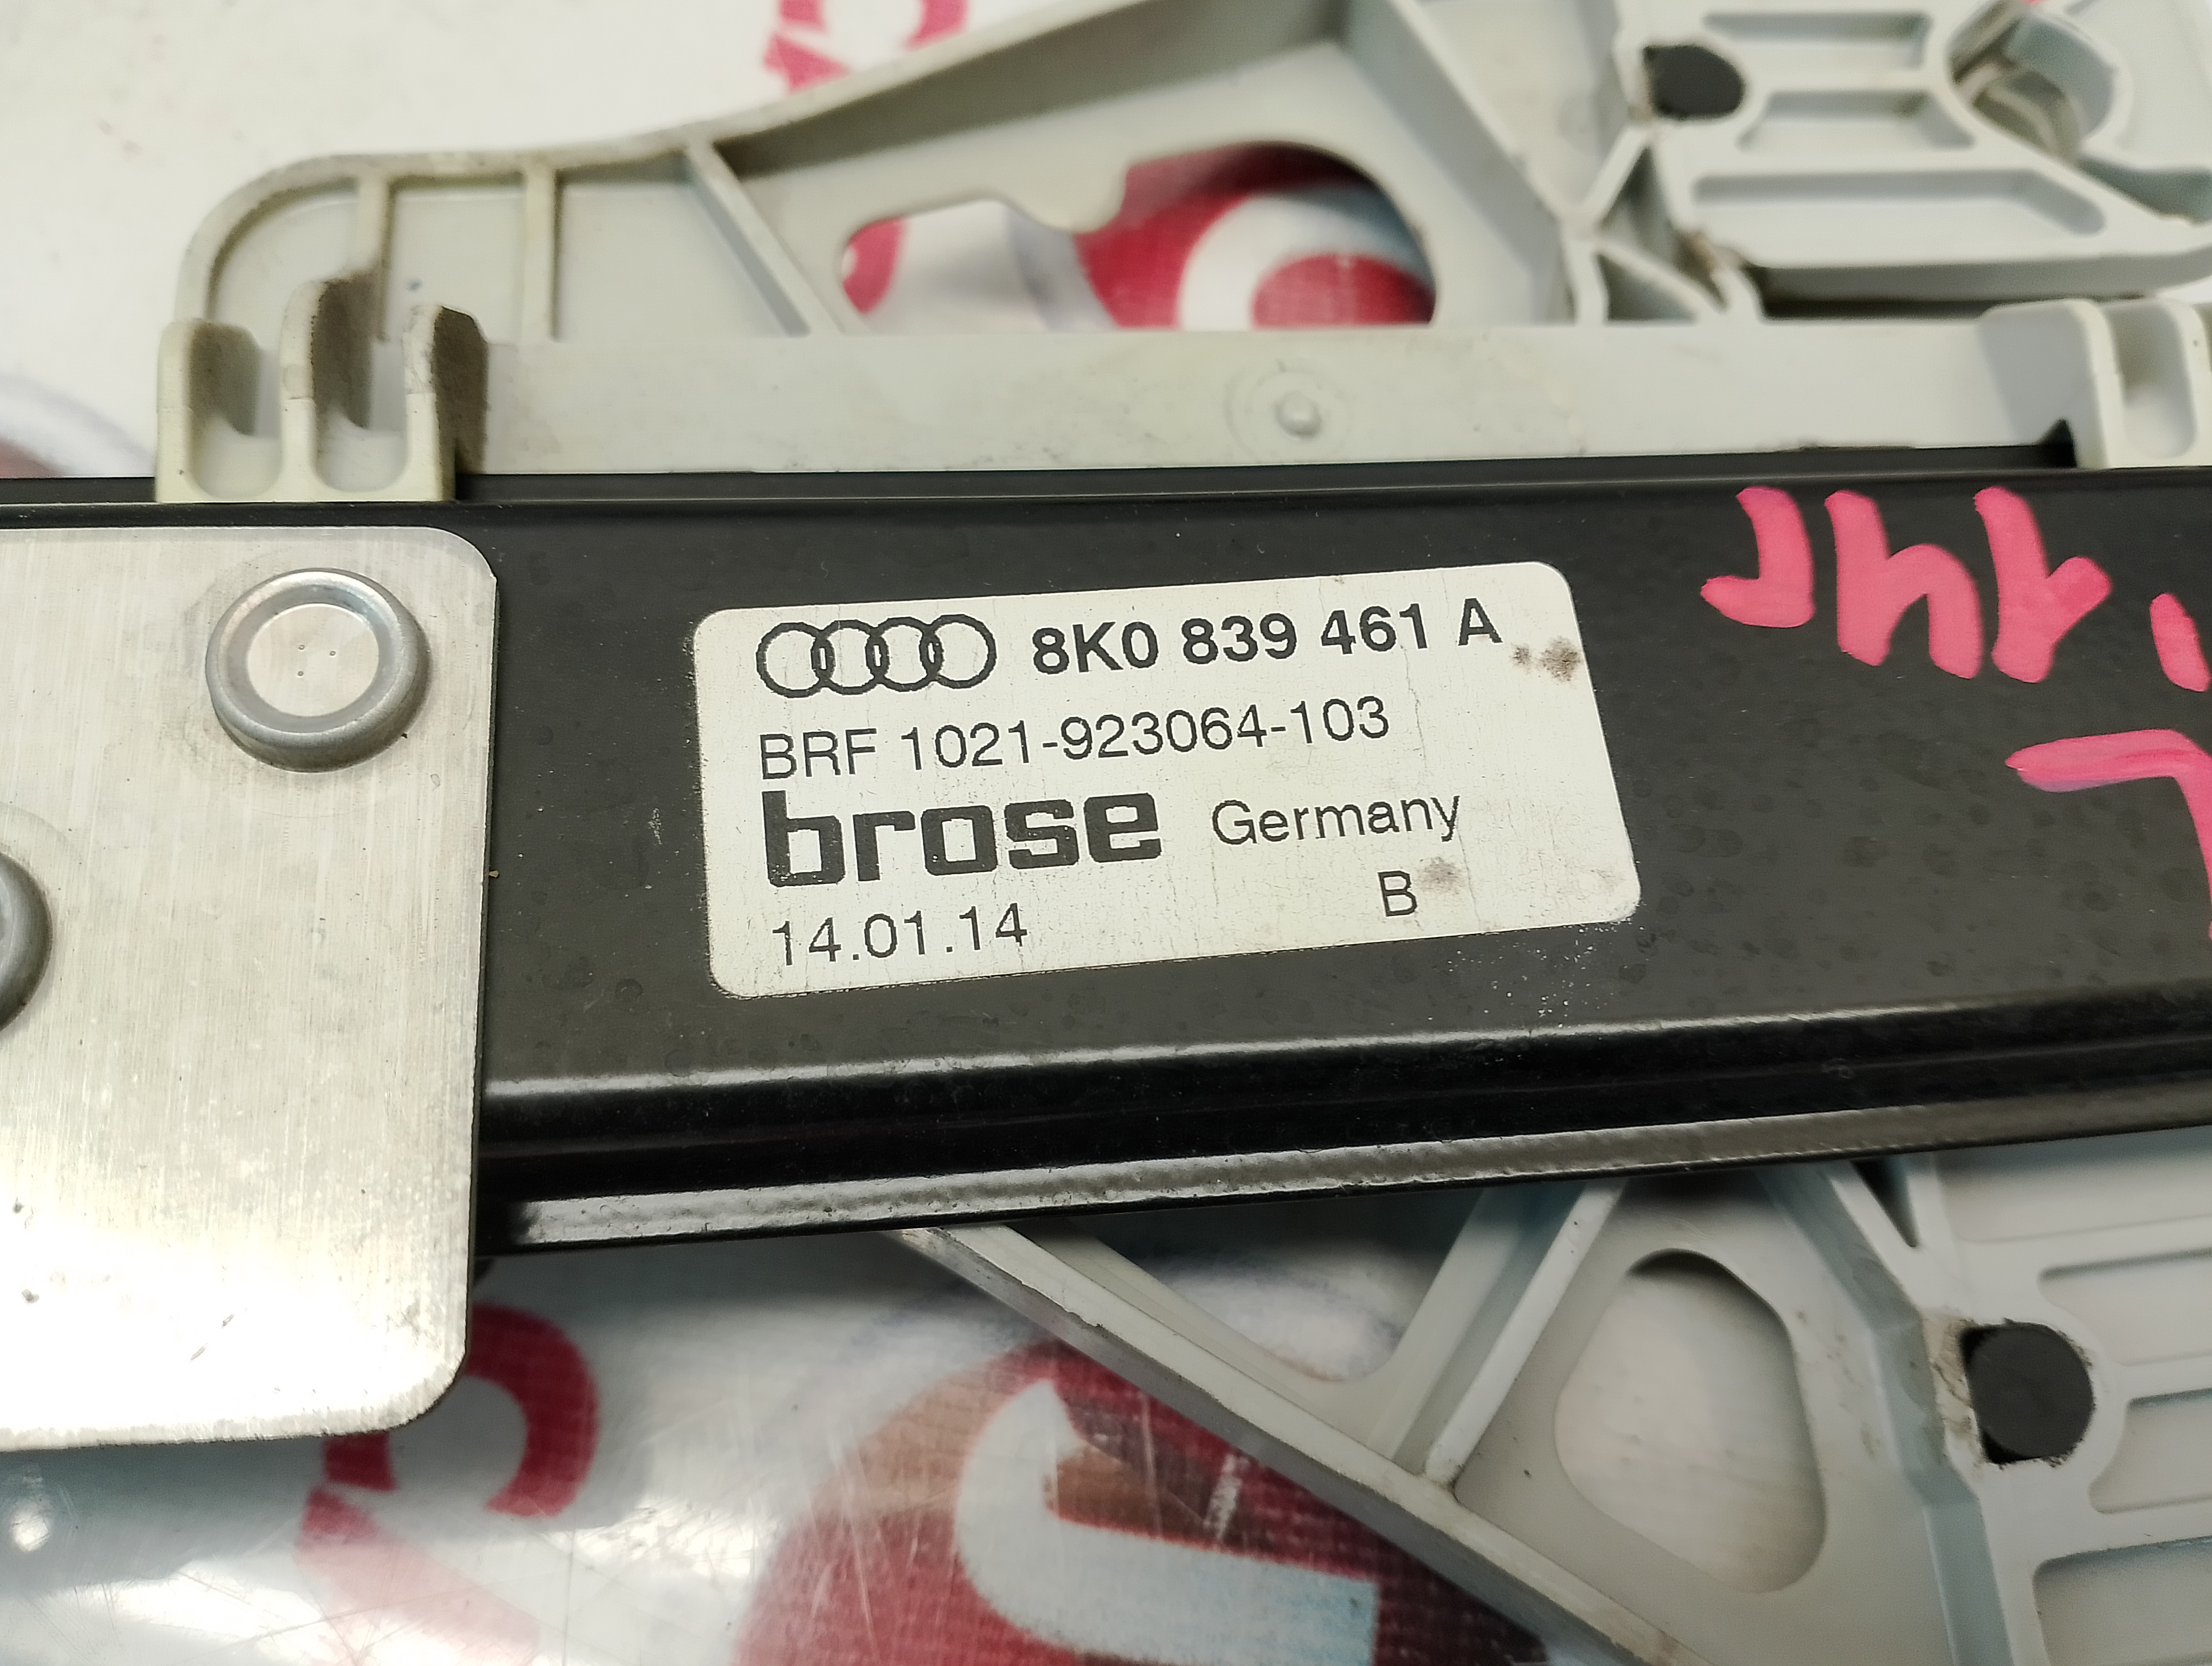 8K0 839 461 A
BRF 1021-923064-103
brose Germany
B
14.01.14